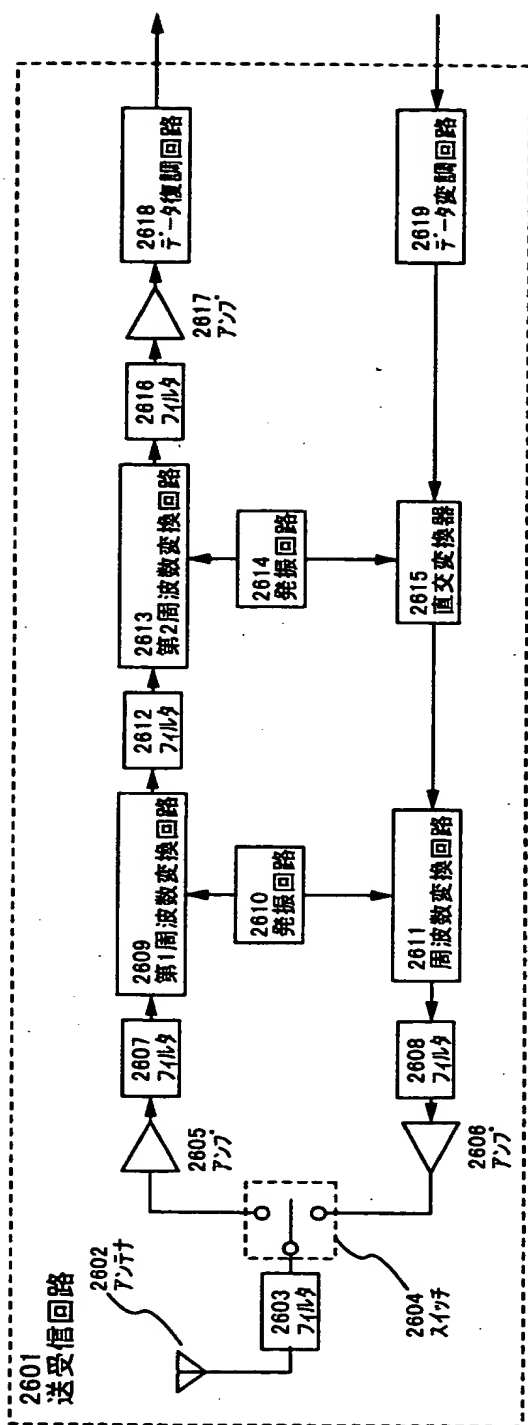 2601
送受信回路
2602
アンテナ
2603
フィルタ
2604
スイッチ
2605
アンプ
2607
フィルタ
2609
第1周波数変換回路
2612
フィルタ
2613
第2周波数変換回路
2616
フィルタ
2617
アンプ
2618
データ復調回路
2610
発振回路
2614
発振回路
2606
アンプ
2608
フィルタ
2611
周波数変換回路
2615
直交変換器
2619
データ変調回路